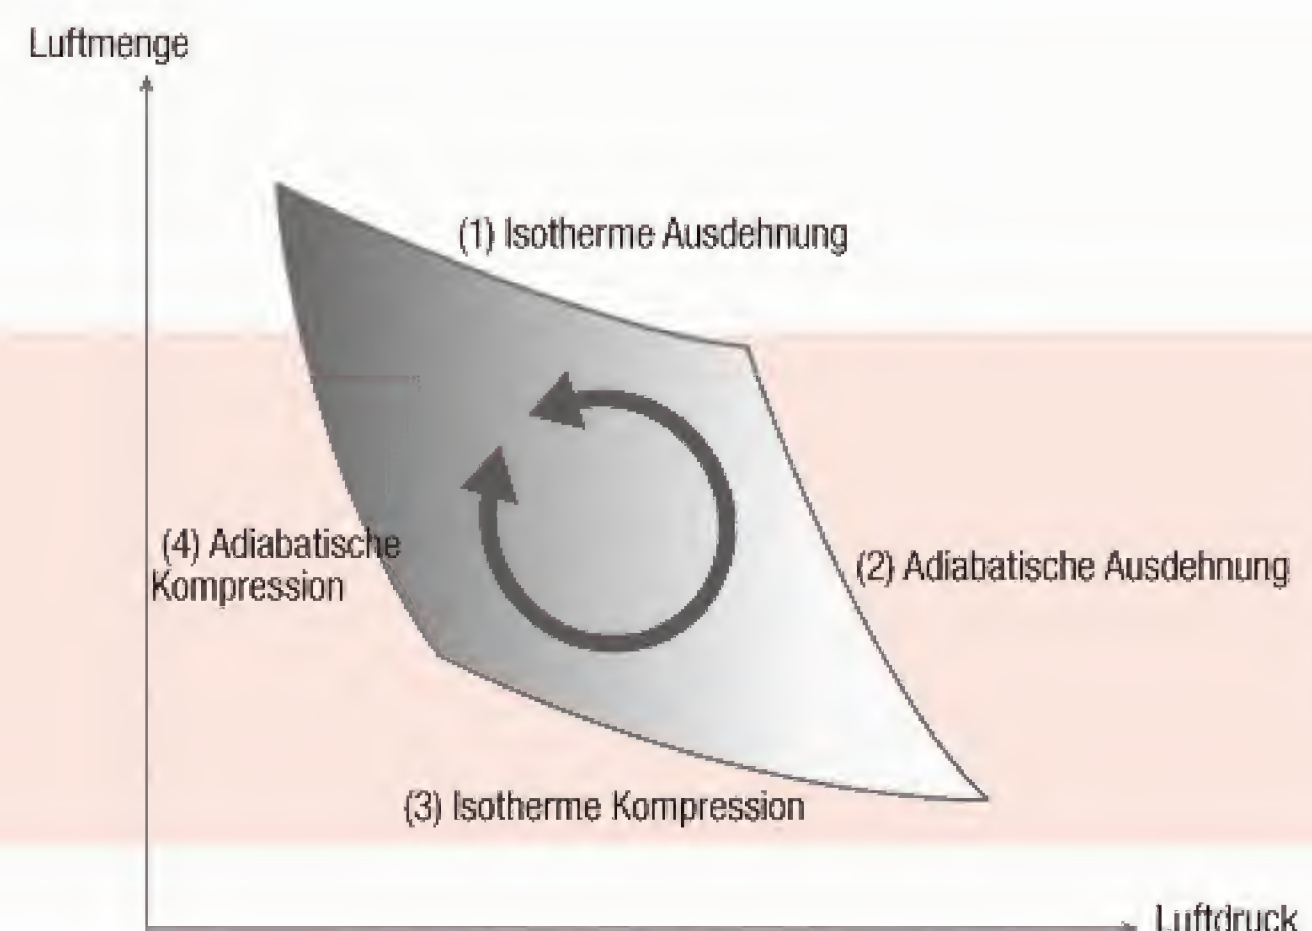 Luftmenge
(1) Isotherme Ausdehnung
(4) Adiabatische
Kompression
(2) Adiabatische Ausdehnung
(3) Isotherme Kompression
Luftdruck